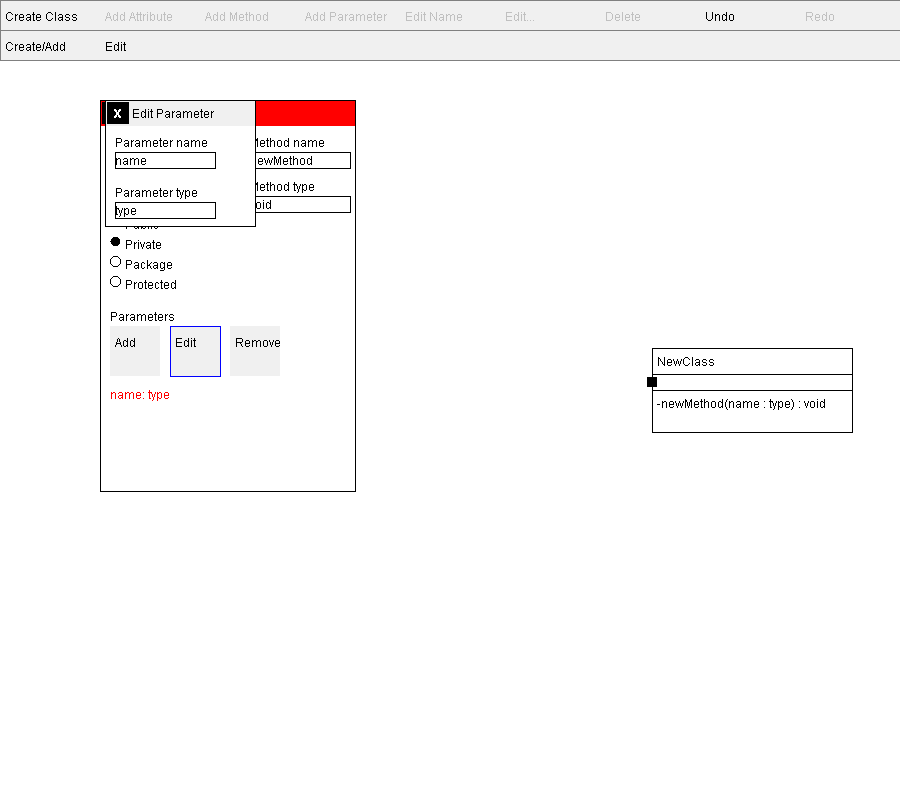 Create Class Add Attribute Add Method Add Parameter Edit Name Edit... Delete Undo Redo
Create/Add Edit
X Edit Parameter
Parameter name
name
Parameter type
type
Method name
ewMethod
Method type
oid
Public
Private
Package
Protected
Parameters
Add Edit Remove
name: type
NewClass
-newMethod(name : type) : void